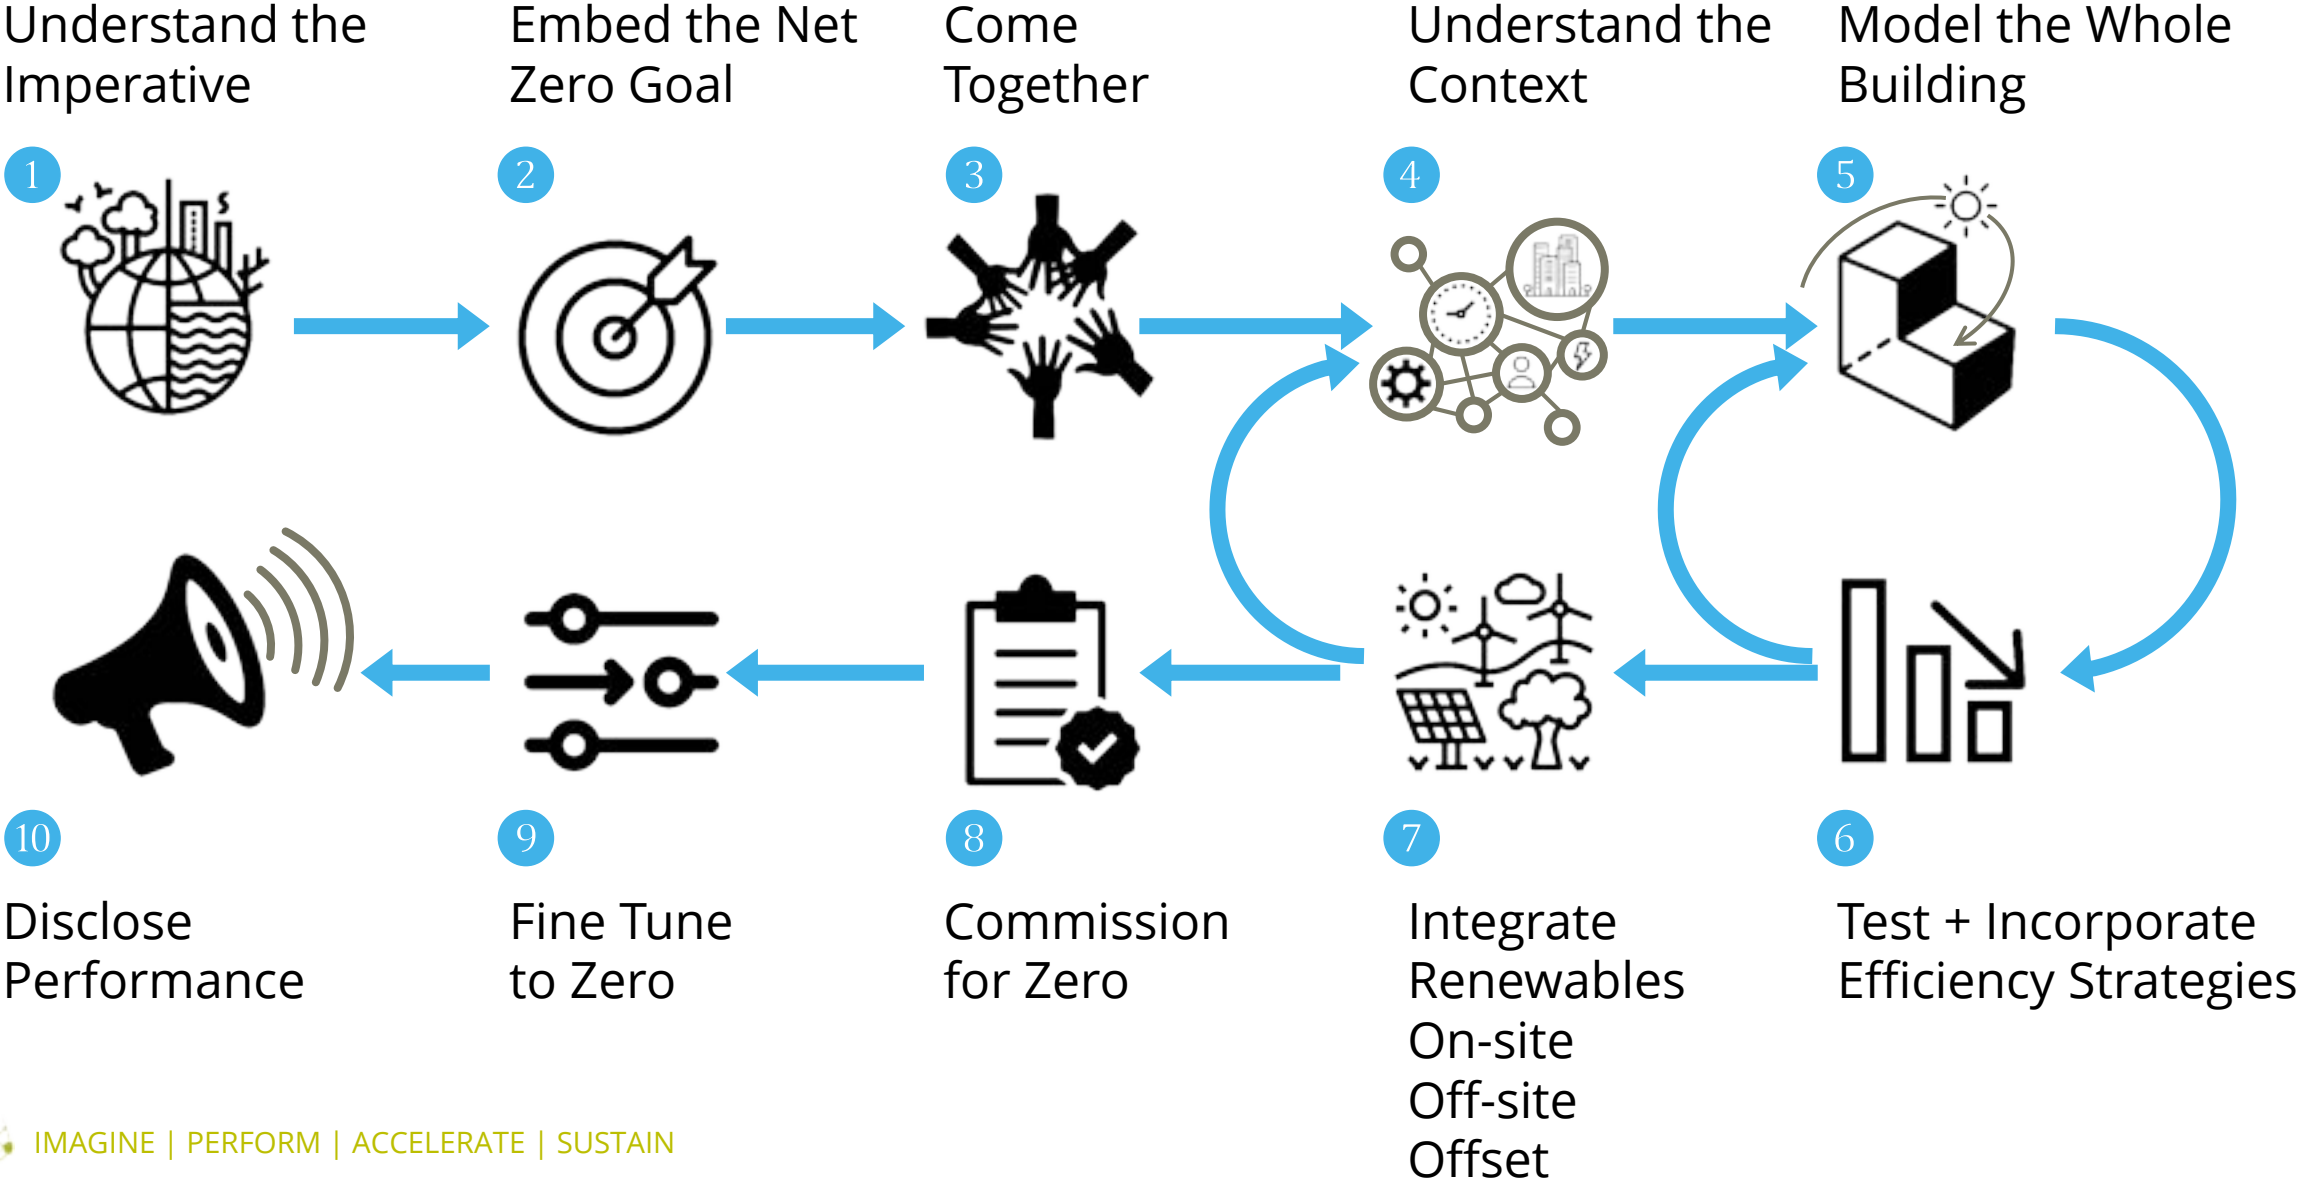 Understand the
Imperative
Embed the Net
Zero Goal
Come
Together
Understand the
Context
Model the Whole
Building
1
2
3
4
5
10
9
8
7
6
Disclose
Performance
Fine Tune
to Zero
Commission
for Zero
Integrate
Renewables
On-site
Off-site
Offset
Test + Incorporate
Efficiency Strategies
IMAGINE | PERFORM | ACCELERATE | SUSTAIN